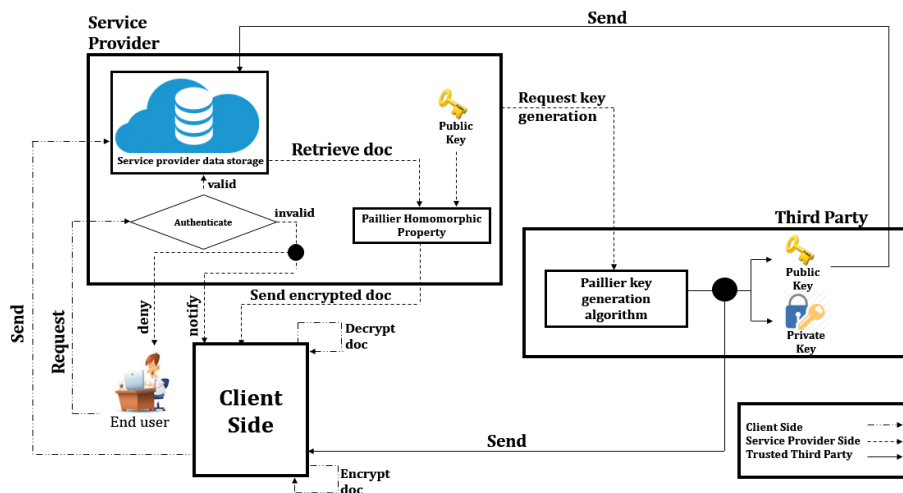 Send
Service
Provider
Service provider data storage
Public
Key
Request key
generation
Retrieve doc
valid
Authenticate
invalid
Paillier Homomorphic
Property
Third Party
Paillier key
generation
algorithm
Public
Key
Private
Key
Send encrypted doc
deny
notify
Send
Request
Decrypt
doc
End user
Client
Side
Send
Encrypt
doc
Client Side
Service Provider Side
Trusted Third Party